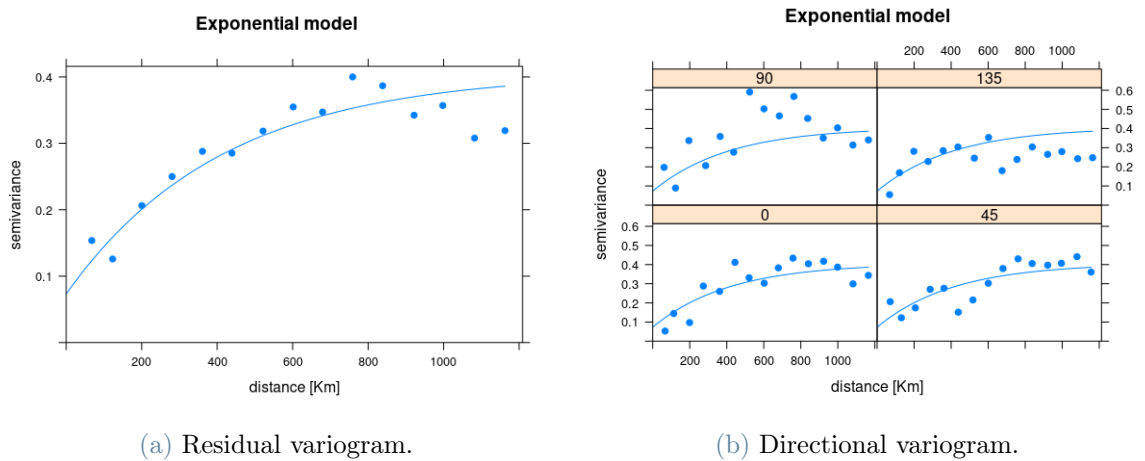 Exponential model
0.4
0.3
0.2
0.1
semivariance
200 400 600 800 1000
distance [Km]
(a) Residual variogram.
Exponential model
200 400 600 800 1000
90 135
0.6
0.5
0.4
0.3
0.2
0.1
semivariance
0 45
0.6
0.5
0.4
0.3
0.2
0.1
200 400 600 800 1000
distance [Km]
(b) Directional variogram.